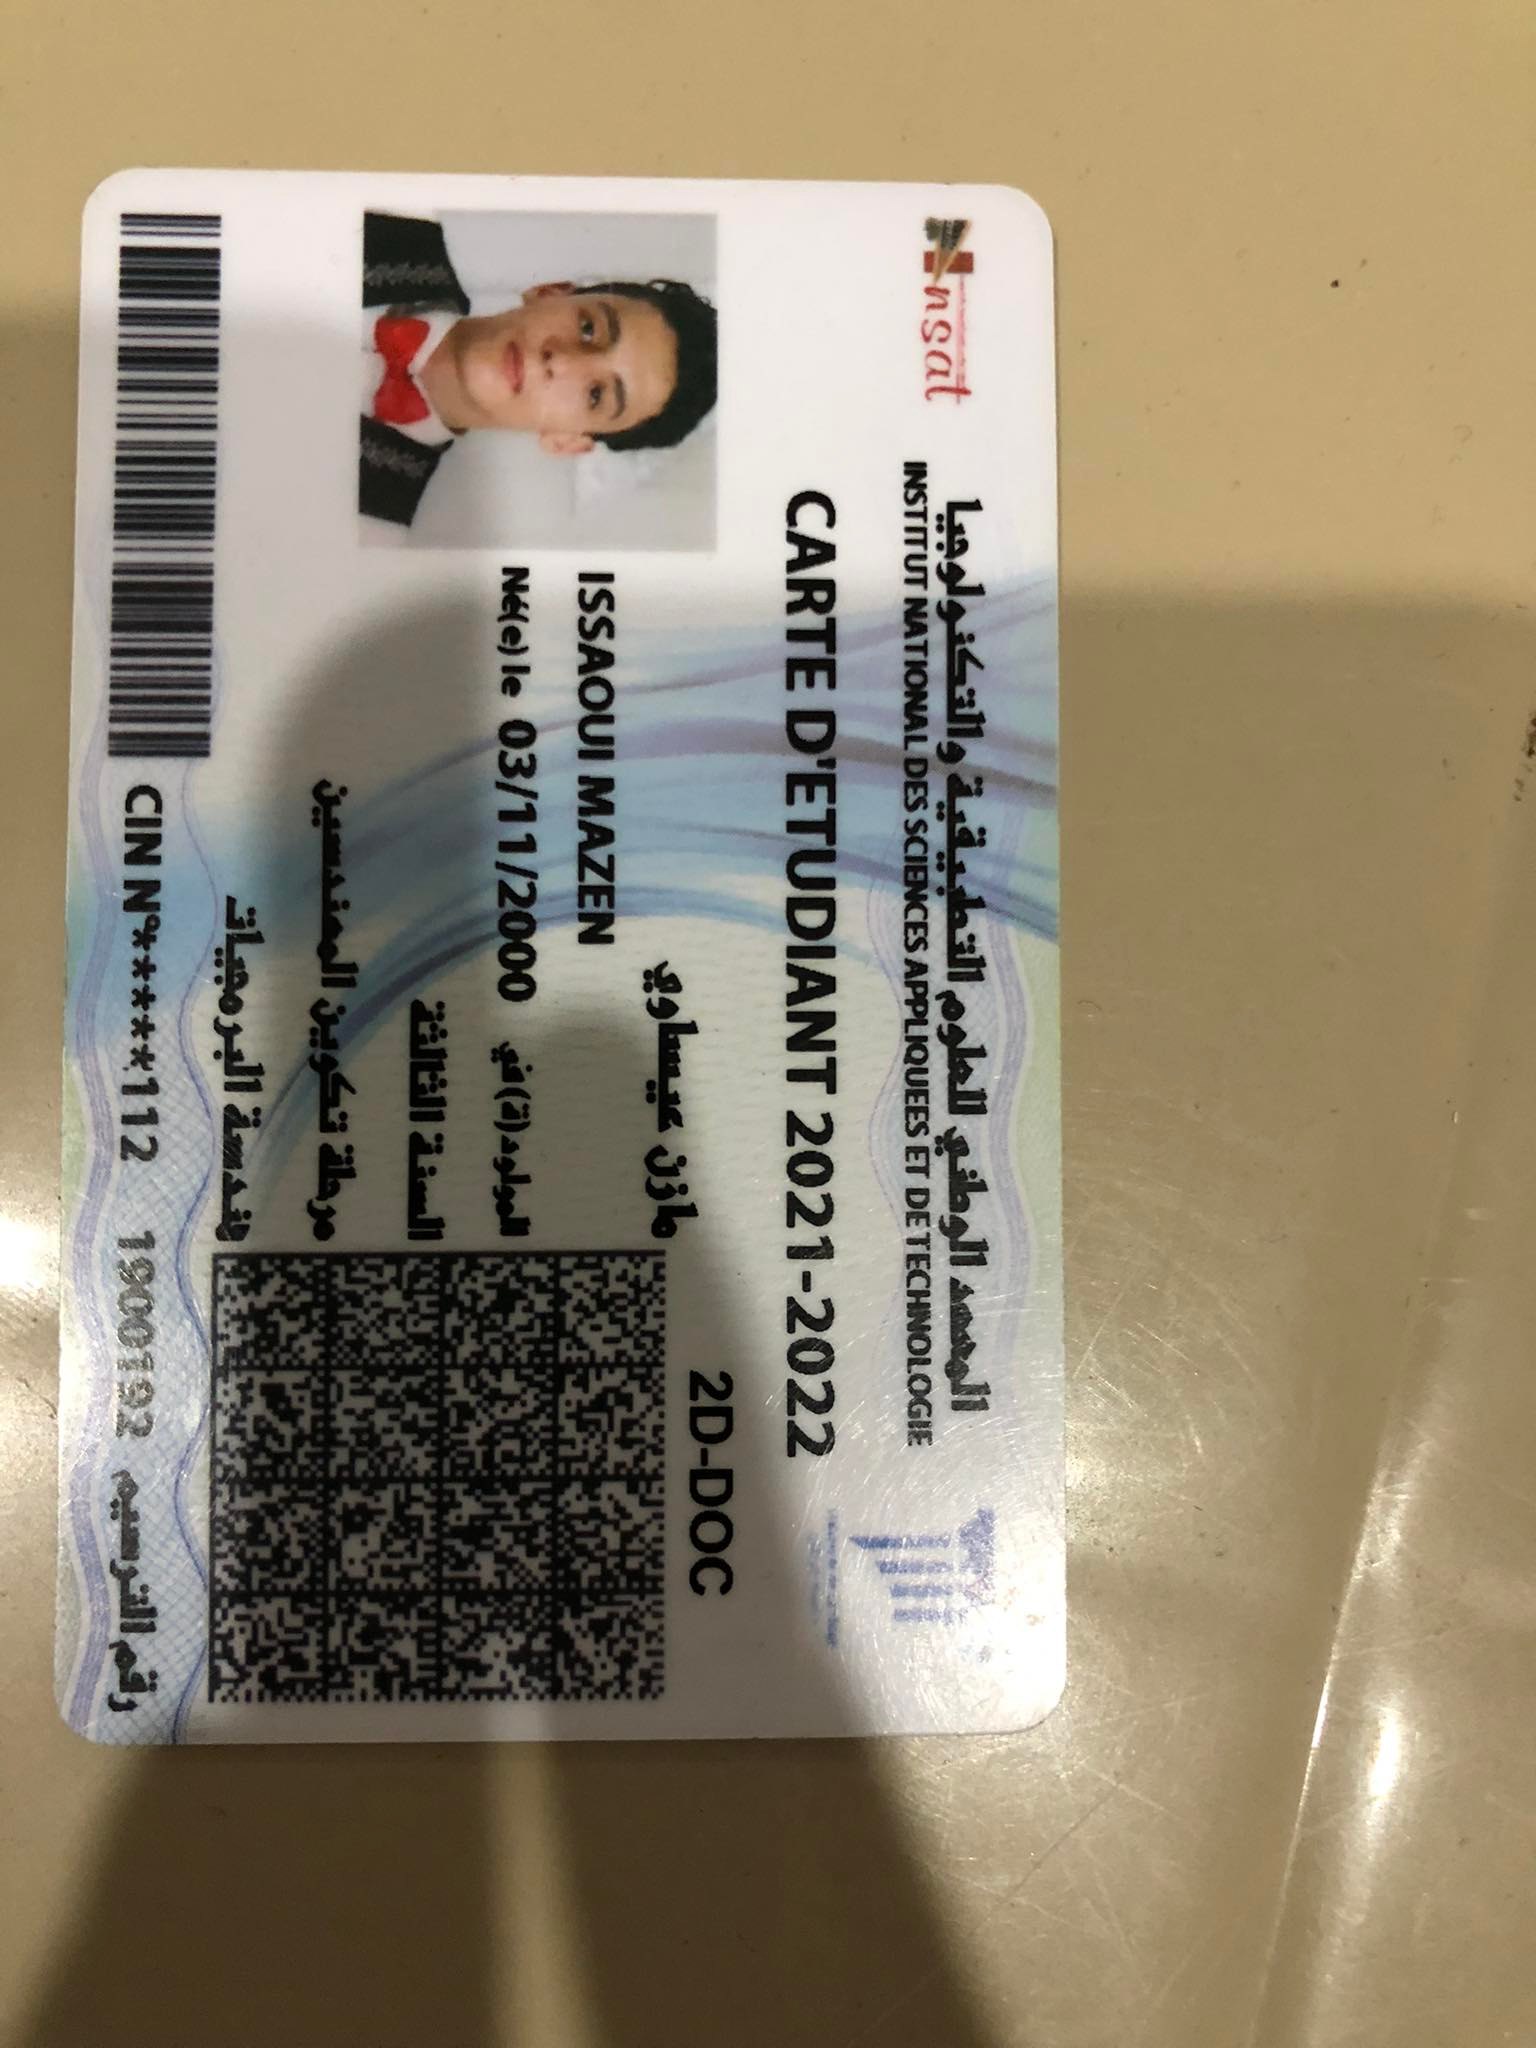 insat
المعهد الوطني للعلوم التطبيقية والتكنولوجيا
INSTITUT NATIONAL DES SCIENCES APPLIQUEES ET DE TECHNOLOGIE
CARTE D'ETUDIANT 2021-2022
2D-DOC
مازن عيساوي
ISSAOUI MAZEN
Né(e) le 03/11/2000 المولود(ة) في
السنة الثالثة
مرحلة تكوين المهندسين
هندسة البرمجيات
CIN N°*****112 1900192 رقم الترسيم